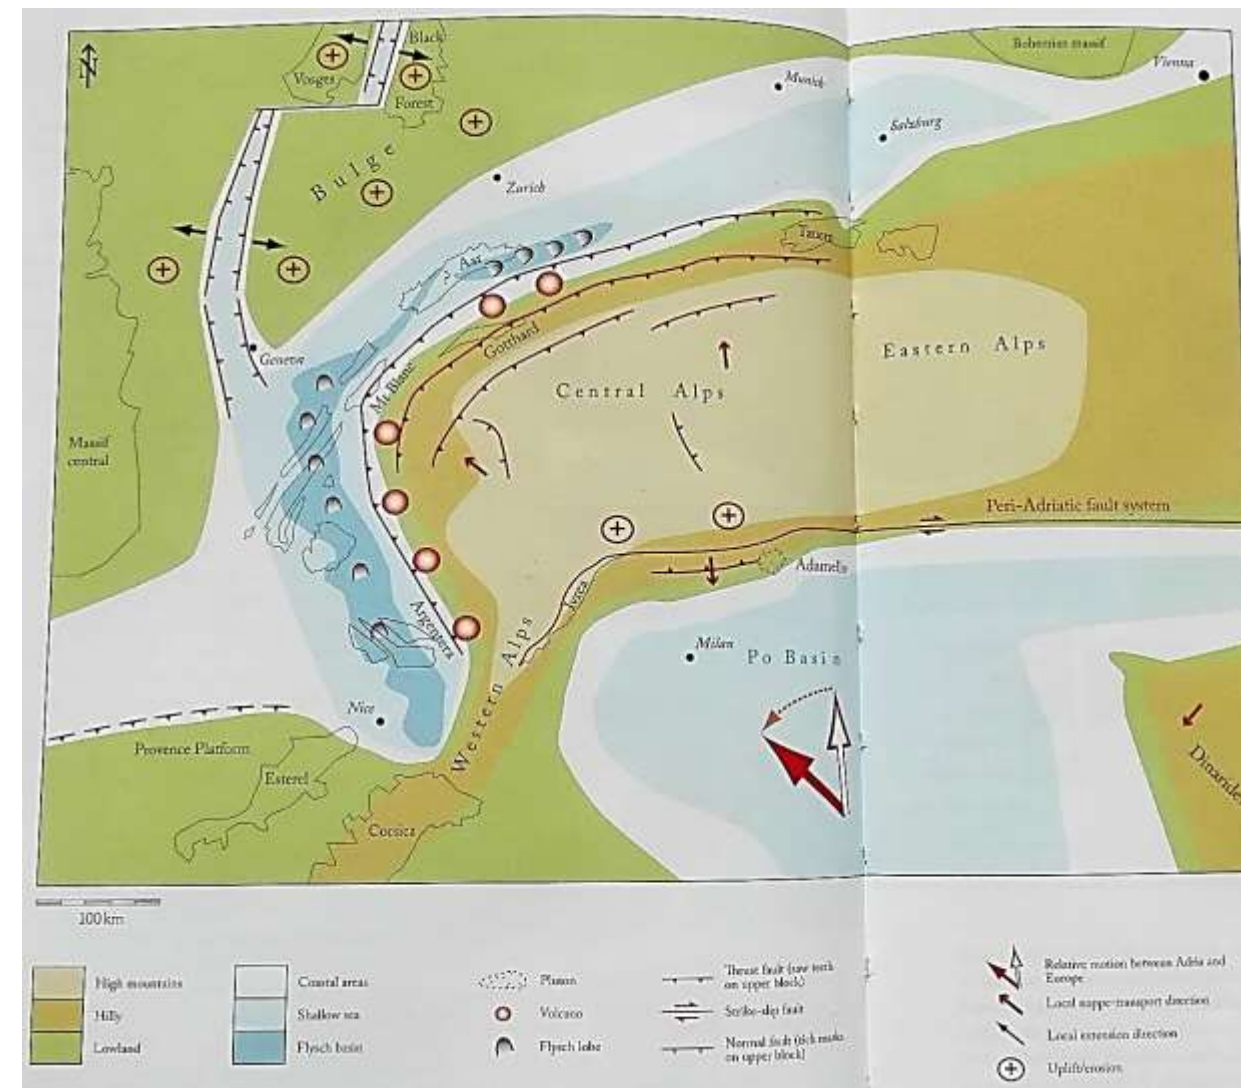 N
Black
Forest
Vosges
Bohemian massif
Vienna
Munich
Salzburg
Bulge
Zurich
Tauern
Aar
Gotthard
Geneva
Mt Blanc
Eastern Alps
Central Alps
Massif
central
Peri-Adriatic fault system
Adamello
Ivrea
Argentera
Western Alps
Milan
Po Basin
Nice
Provence Platform
Esterel
Corsica
Dinarides
100 km
High mountains
Hilly
Lowland
Coastal areas
Shallow sea
Flysch basin
Pluton
Volcano
Flysch lobe
Thrust fault (saw teeth
on upper block)
Strike-slip fault
Normal fault (tick marks
on upper block)
Relative motion between Adria and
Europe
Local nappe-transport direction
Local extension direction
Uplift/erosion